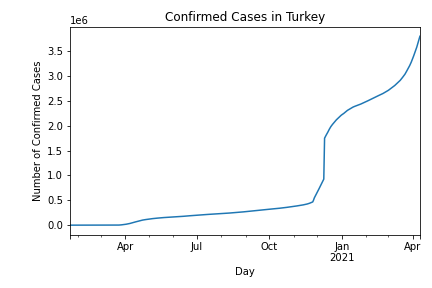 Confirmed Cases in Turkey
1e6
Number of Confirmed Cases
3.5
3.0
2.5
2.0
1.5
1.0
0.5
0.0
Apr Jul Oct Jan Apr
2021
Day